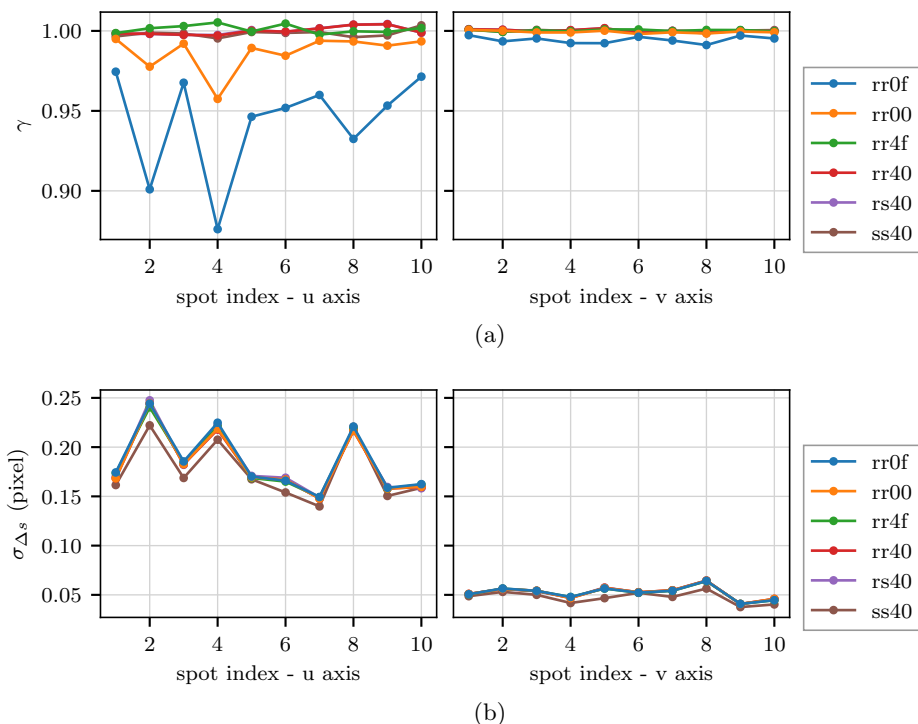 1.00
0.95
0.90
γ
2 4 6 8 10
spot index - u axis
2 4 6 8 10
spot index - v axis
rr0f
rr00
rr4f
rr40
rs40
ss40
(a)
0.25
0.20
0.15
0.10
0.05
σΔs (pixel)
2 4 6 8 10
spot index - u axis
2 4 6 8 10
spot index - v axis
rr0f
rr00
rr4f
rr40
rs40
ss40
(b)